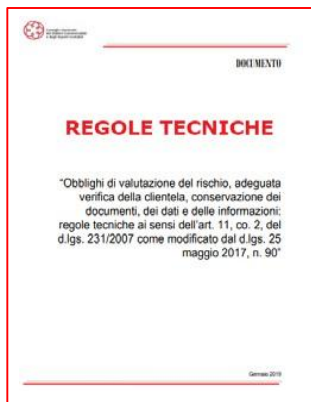 DOCUMENTO
REGOLE TECNICHE
“Obblighi di valutazione del rischio, adeguata
verifica della clientela, conservazione dei
documenti, dei dati e delle informazioni:
regole tecniche ai sensi dell’art. 11, co. 2, del
d.lgs. 231/2007 come modificato dal d.lgs. 25
maggio 2017, n. 90”
Gennaio 2019